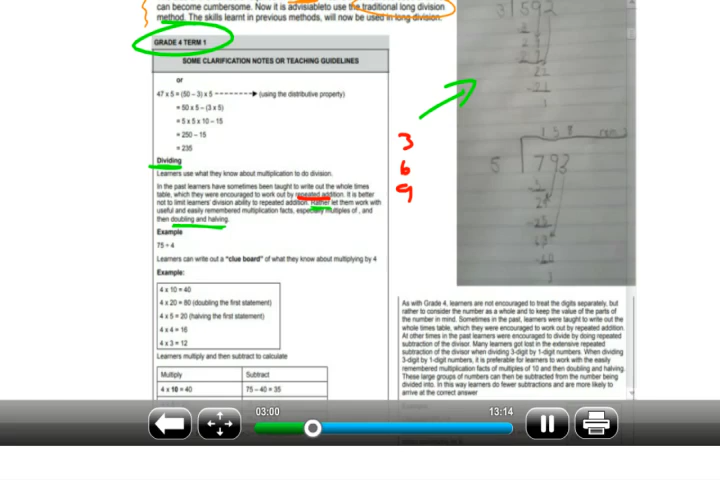 can become cumbersome. Now it is advisiableto use the traditional long division
method. The skills learnt in previous methods, will now be used in long division.
GRADE 4 TERM 1
SOME CLARIFICATION NOTES OR TEACHING GUIDELINES
or
47 x 5 = (50 – 3) x 5 (using the distributive property)
= 50 x 5 – (3 x 5)
= 5 x 5 x 10 – 15
= 250 – 15
= 235
Dividing
Learners use what they know about multiplication to do division.
In the past learners have sometimes been taught to write out the whole times
table, which they were encouraged to work out by repeated addition. It is better
not to limit learners' division ability to repeated addition. Rather let them work with
useful and easily remembered multiplication facts, especially multiples of , and
then doubling and halving.
Example
75 ÷ 4
Learners can write out a "clue board" of what they know about multiplying by 4
Example:
4 x 10 = 40
4 x 20 = 80 (doubling the first statement)
4 x 5 = 20 (halving the first statement)
4 x 4 = 16
4 x 3 = 12
Learners multiply and then subtract to calculate
Multiply Subtract
4 x 10 = 40 75 – 40 = 35
3
6
9
3 592
5 793
As with Grade 4, learners are not encouraged to treat the digits separately, but
rather to consider the number as a whole and to keep the value of the parts of
the number in mind. Sometimes in the past, learners were taught to write out the
whole times table, which they were encouraged to work out by repeated addition.
At other times in the past learners were encouraged to divide by doing repeated
subtraction of the divisor. Many learners got lost in the extensive repeated
subtraction of the divisor when dividing 3-digit by 1-digit numbers. When dividing
3-digit by 1-digit numbers, it is preferable for learners to work with the easily
remembered multiplication facts of multiples of 10 and then doubling and halving.
These large groups of numbers can then be subtracted from the number being
divided into. In this way learners do fewer subtractions and are more likely to
arrive at the correct answer
03:00
13:14